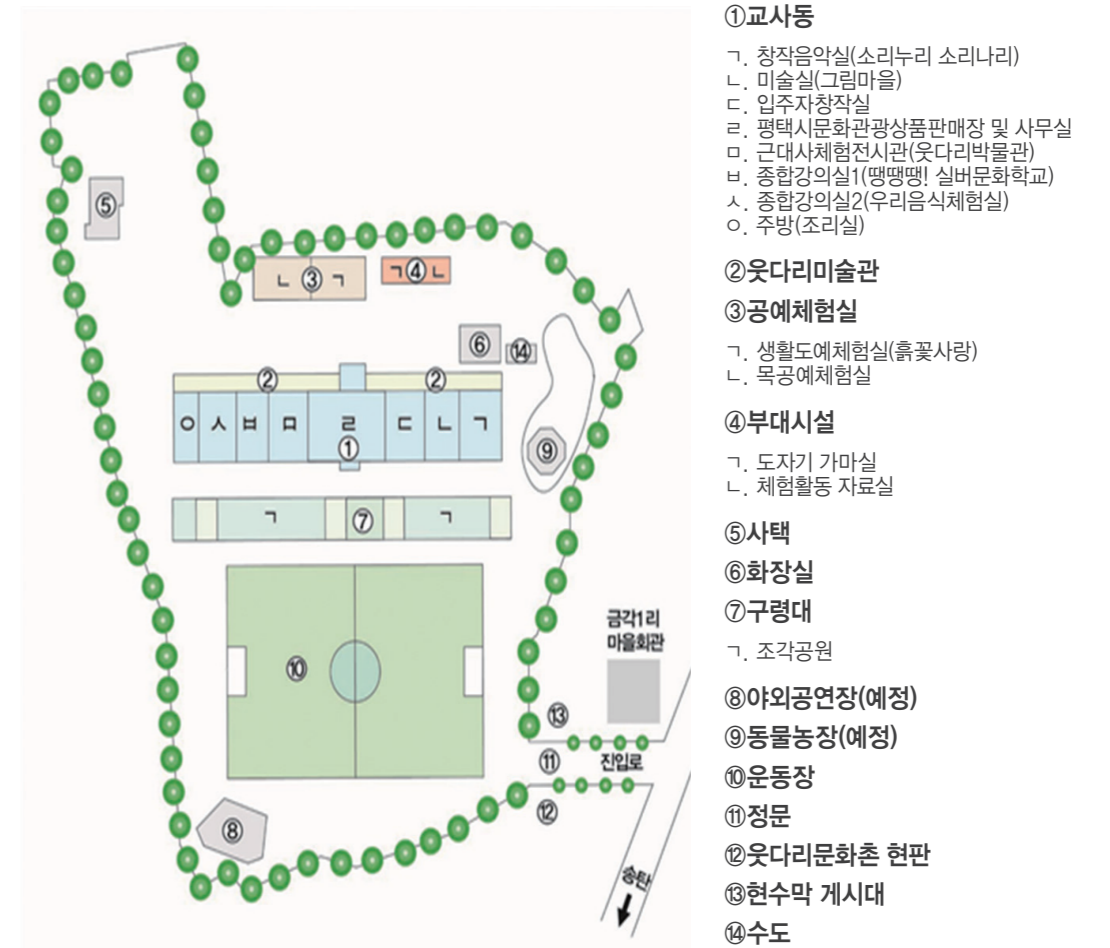 ⑤
ㄴ ③ ㄱ
ㄱ ④ ㄴ
⑥
⑭
② ②
ㅇ ㅅ ㅂ ㅁ ㄹ ㄷ ㄴ ㄱ
①
⑨
ㄱ ⑦ ㄱ
⑩
금각1리
마을회관
⑬
⑪ 진입로
⑫
⑧
송탄
①교사동
ㄱ. 창작음악실(소리누리 소리나리)
ㄴ. 미술실(그림마을)
ㄷ. 입주자창작실
ㄹ. 평택시문화관광상품판매장 및 사무실
ㅁ. 근대사체험전시관(웃다리박물관)
ㅂ. 종합강의실1(땡땡땡! 실버문화학교)
ㅅ. 종합강의실2(우리음식체험실)
ㅇ. 주방(조리실)
②웃다리미술관
③공예체험실
ㄱ. 생활도예체험실(흙꽃사랑)
ㄴ. 목공예체험실
④부대시설
ㄱ. 도자기 가마실
ㄴ. 체험활동 자료실
⑤사택
⑥화장실
⑦구령대
ㄱ. 조각공원
⑧야외공연장(예정)
⑨동물농장(예정)
⑩운동장
⑪정문
⑫웃다리문화촌 현판
⑬현수막 게시대
⑭수도